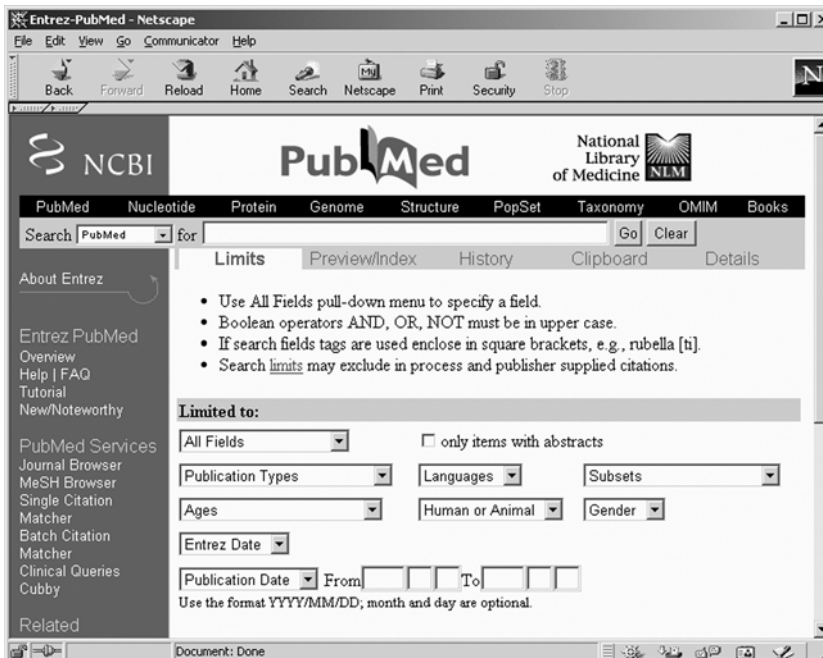 Entrez-PubMed - Netscape
File Edit View Go Communicator Help
Back Forward Reload Home Search Netscape Print Security Stop
My
N
NCBI
PubMed
National
Library
of Medicine NLM
PubMed Nucleotide Protein Genome Structure PopSet Taxonomy OMIM Books
Search PubMed for Go Clear
Limits Preview/Index History Clipboard Details
About Entrez
Entrez PubMed
Overview
Help | FAQ
Tutorial
New/Noteworthy
PubMed Services
Journal Browser
MeSH Browser
Single Citation
Matcher
Batch Citation
Matcher
Clinical Queries
Cubby
Related
• Use All Fields pull-down menu to specify a field.
• Boolean operators AND, OR, NOT must be in upper case.
• If search fields tags are used enclose in square brackets, e.g., rubella [ti].
• Search limits may exclude in process and publisher supplied citations.
Limited to:
All Fields only items with abstracts
Publication Types Languages Subsets
Ages Human or Animal Gender
Entrez Date
Publication Date From To
Use the format YYYY/MM/DD; month and day are optional.
Document: Done